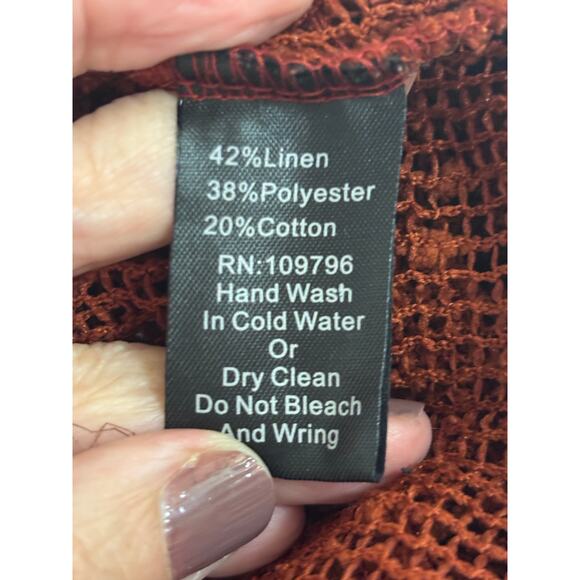 42%Linen
38%Polyester
20%Cotton
RN:109796
Hand Wash
In Cold Water
Or
Dry Clean
Do Not Bleach
And Wring